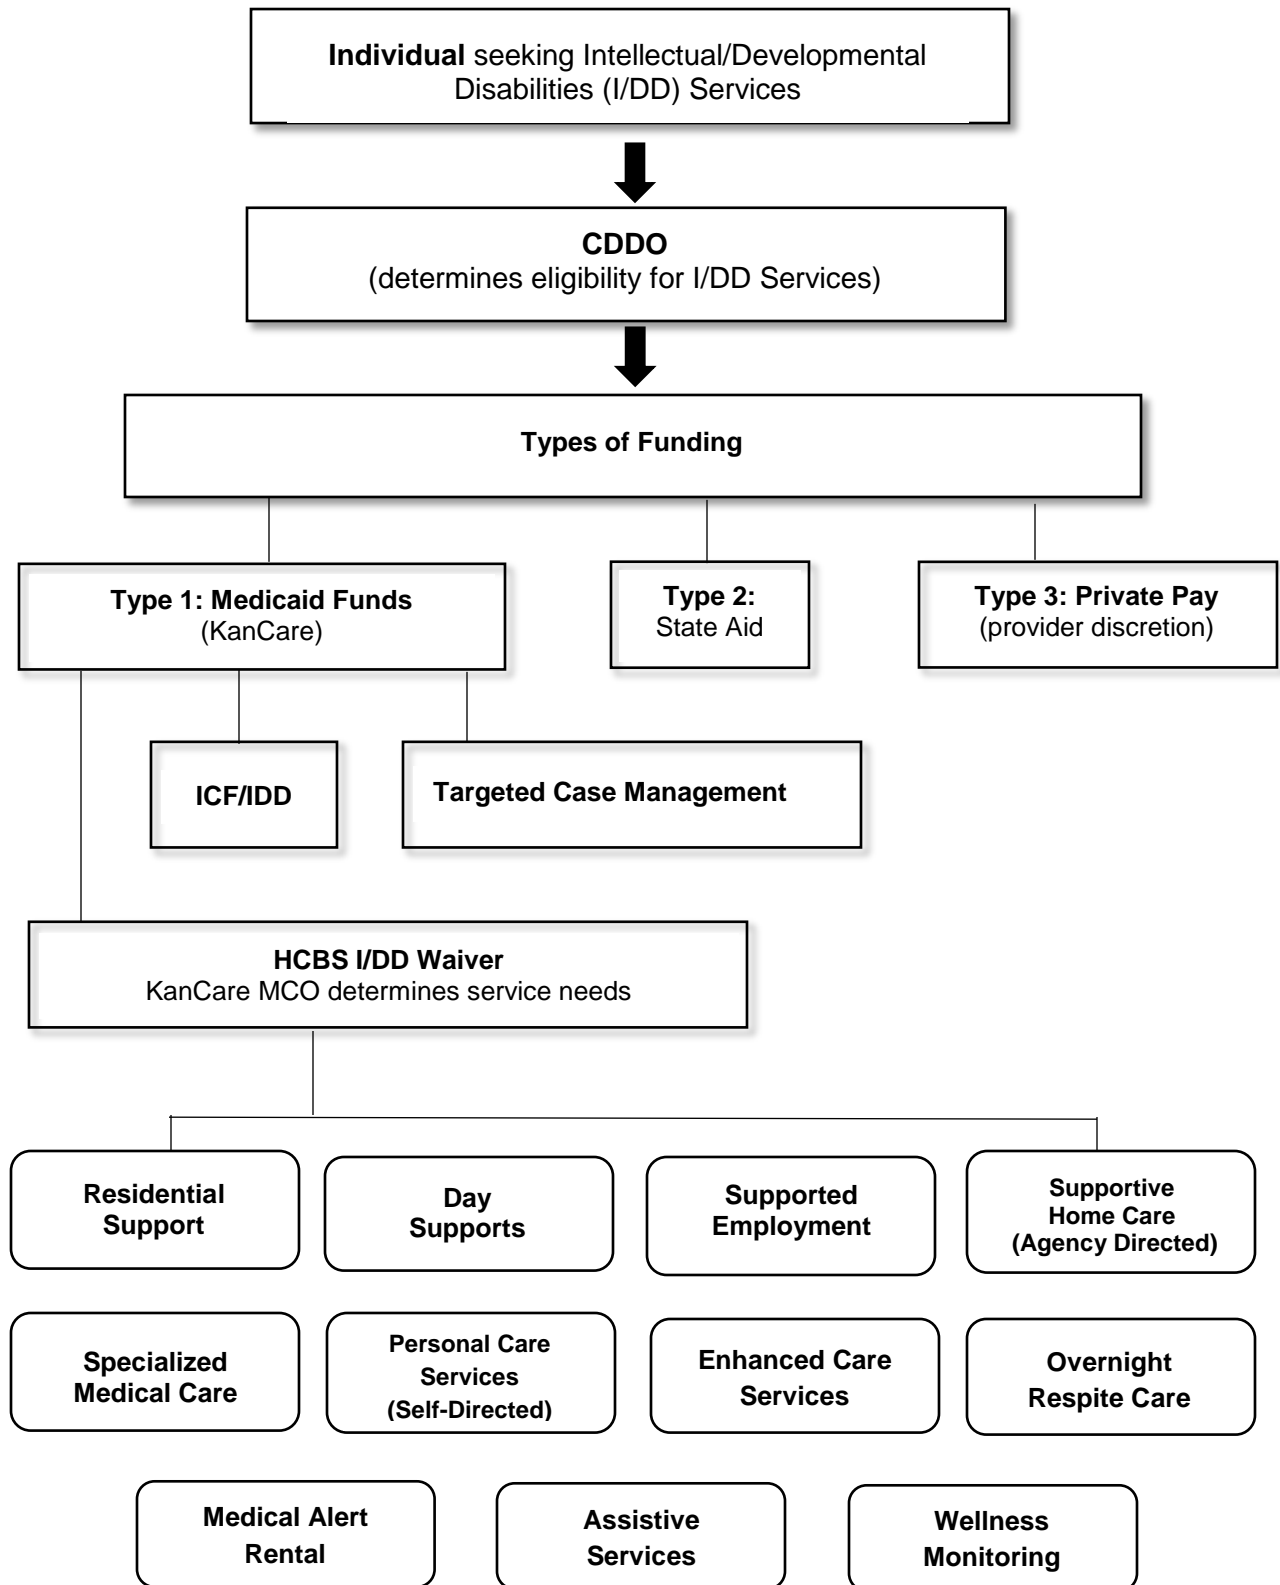 Individual seeking Intellectual/Developmental
Disabilities (I/DD) Services
CDDO
(determines eligibility for I/DD Services)
Types of Funding
Type 1: Medicaid Funds
(KanCare)
Type 2:
State Aid
Type 3: Private Pay
(provider discretion)
ICF/IDD
Targeted Case Management
HCBS I/DD Waiver
KanCare MCO determines service needs
Residential
Support
Day
Supports
Supported
Employment
Supportive
Home Care
(Agency Directed)
Specialized
Medical Care
Personal Care
Services
(Self-Directed)
Enhanced Care
Services
Overnight
Respite Care
Medical Alert
Rental
Assistive
Services
Wellness
Monitoring